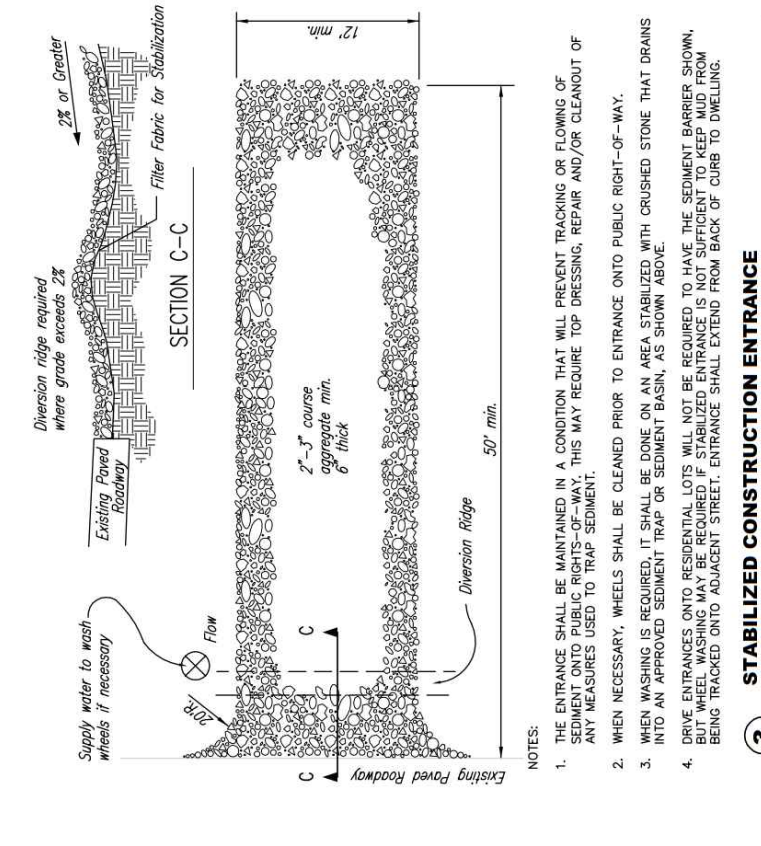 Diversion ridge required
where grade exceeds 2%
2% or Greater
Existing Paved
Roadway
Filter Fabric for Stabilization
SECTION C-C
Supply water to wash
wheels if necessary
Flow
20'R.
C
C
2"-3" course
aggregate min.
6" thick
12' min.
Diversion Ridge
50' min.
Existing Paved Roadway
NOTES:
1. THE ENTRANCE SHALL BE MAINTAINED IN A CONDITION THAT WILL PREVENT TRACKING OR FLOWING OF
SEDIMENT ONTO PUBLIC RIGHTS-OF-WAY. THIS MAY REQUIRE TOP DRESSING, REPAIR AND/OR CLEANOUT OF
ANY MEASURES USED TO TRAP SEDIMENT.
2. WHEN NECESSARY, WHEELS SHALL BE CLEANED PRIOR TO ENTRANCE ONTO PUBLIC RIGHT-OF-WAY.
3. WHEN WASHING IS REQUIRED, IT SHALL BE DONE ON AN AREA STABILIZED WITH CRUSHED STONE THAT DRAINS
INTO AN APPROVED SEDIMENT TRAP OR SEDIMENT BASIN, AS SHOWN ABOVE.
4. DRIVE ENTRANCES ONTO RESIDENTIAL LOTS WILL NOT BE REQUIRED TO HAVE THE SEDIMENT BARRIER SHOWN,
BUT WHEEL WASHING MAY BE REQUIRED IF STABILIZED ENTRANCE IS NOT SUFFICIENT TO KEEP MUD FROM
BEING TRACKED ONTO ADJACENT STREET. ENTRANCE SHALL EXTEND FROM BACK OF CURB TO DWELLING.
STABILIZED CONSTRUCTION ENTRANCE